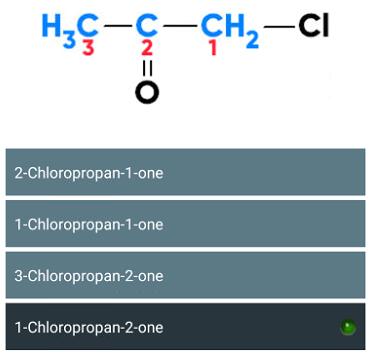 H₃C—C—CH₂—Cl
3 2 1
O
2-Chloropropan-1-one
1-Chloropropan-1-one
3-Chloropropan-2-one
1-Chloropropan-2-one